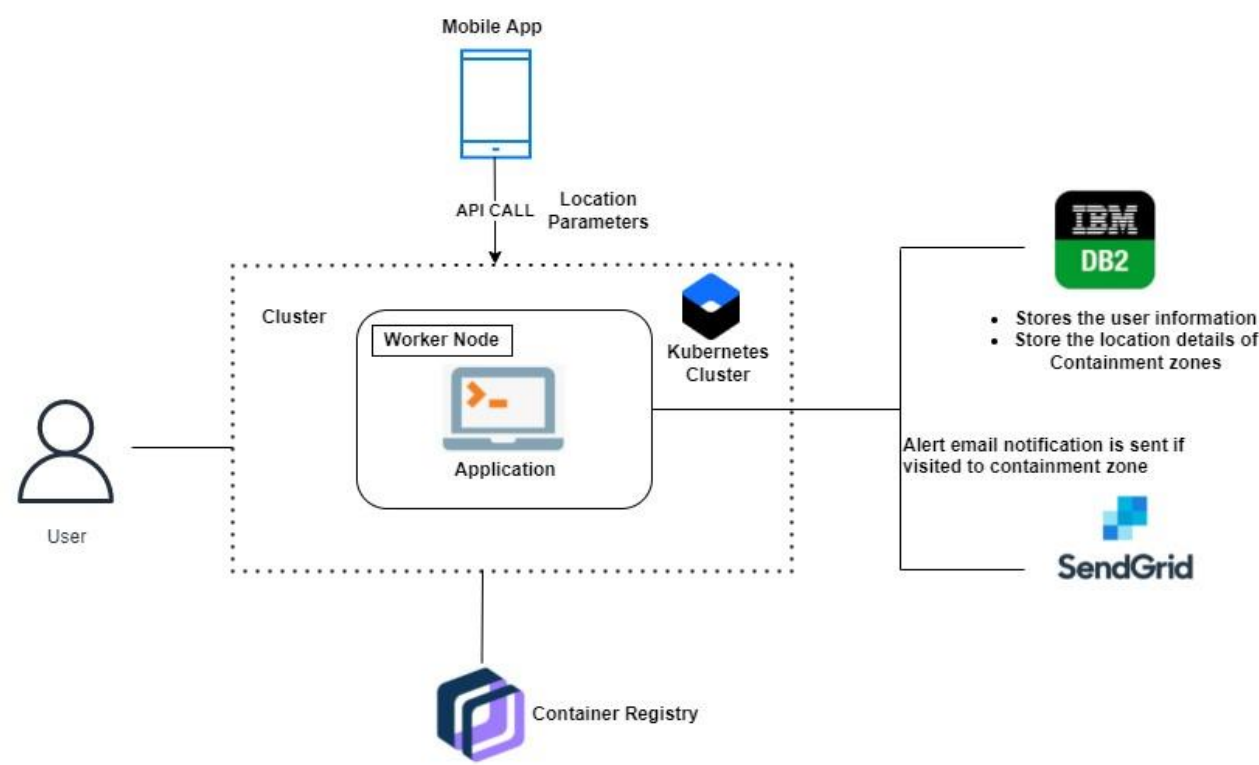 Mobile App
API CALL
Location
Parameters
IBM
DB2
• Stores the user information
• Store the location details of
Containment zones
Cluster
Worker Node
Kubernetes
Cluster
Application
User
Alert email notification is sent if
visited to containment zone
SendGrid
Container Registry